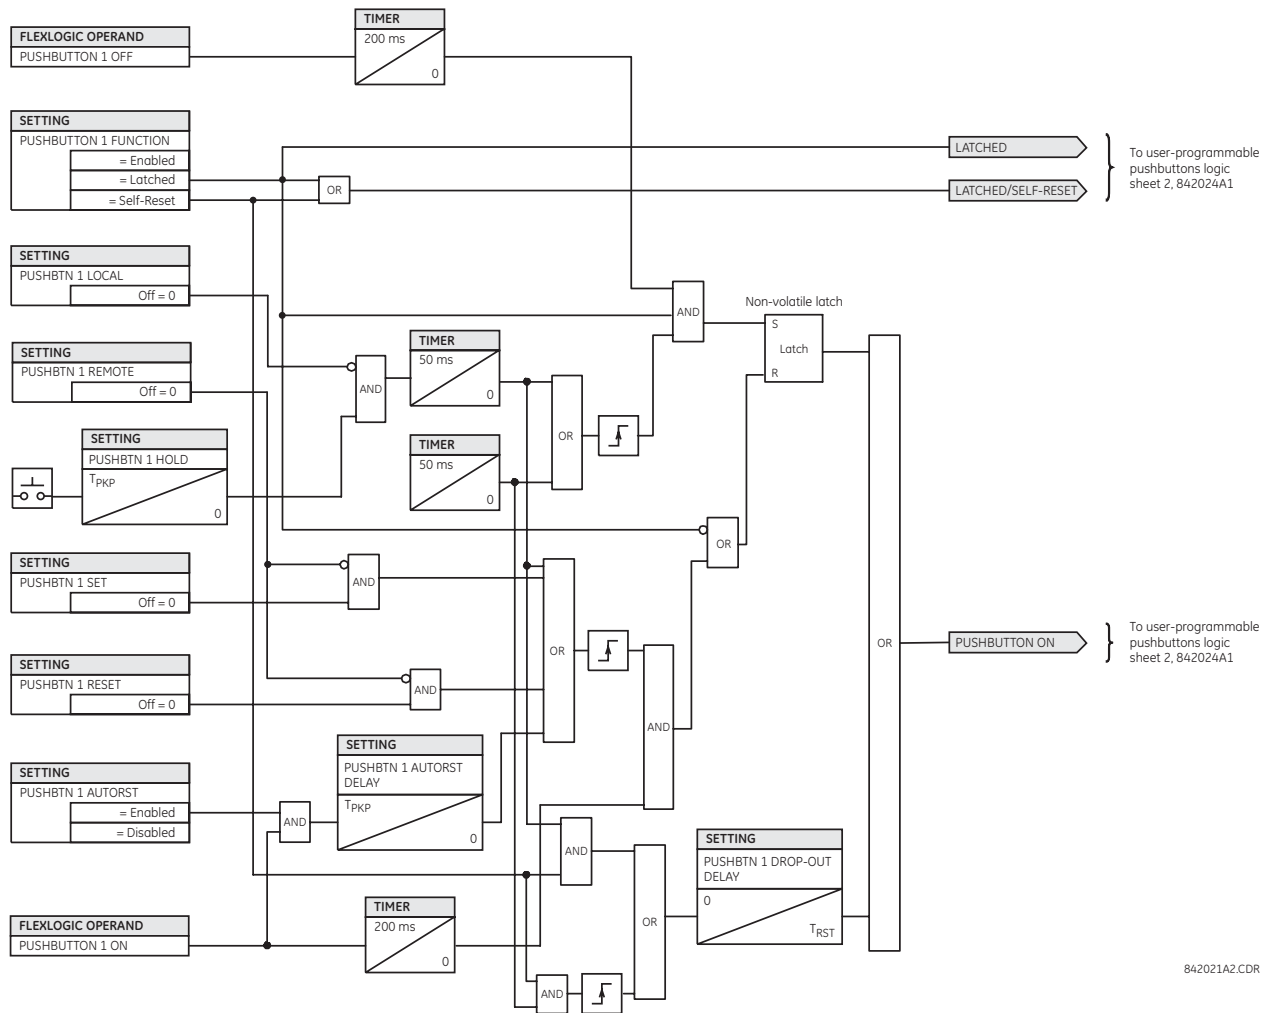 FLEXLOGIC OPERAND
PUSHBUTTON 1 OFF
TIMER
200 ms
0
SETTING
PUSHBUTTON 1 FUNCTION
= Enabled
= Latched
= Self-Reset
OR
LATCHED
LATCHED/SELF-RESET
To user-programmable
pushbuttons logic
sheet 2, 842024A1
SETTING
PUSHBTN 1 LOCAL
Off = 0
SETTING
PUSHBTN 1 REMOTE
Off = 0
AND
TIMER
50 ms
0
AND
Non-volatile latch
S
Latch
R
SETTING
PUSHBTN 1 HOLD
TPKP
0
TIMER
50 ms
0
OR
OR
SETTING
PUSHBTN 1 SET
Off = 0
AND
SETTING
PUSHBTN 1 RESET
Off = 0
AND
OR
AND
OR
PUSHBUTTON ON
To user-programmable
pushbuttons logic
sheet 2, 842024A1
SETTING
PUSHBTN 1 AUTORST
= Enabled
= Disabled
AND
SETTING
PUSHBTN 1 AUTORST
DELAY
TPKP
0
AND
OR
SETTING
PUSHBTN 1 DROP-OUT
DELAY
0
TRST
FLEXLOGIC OPERAND
PUSHBUTTON 1 ON
TIMER
200 ms
0
AND
842021A2.CDR